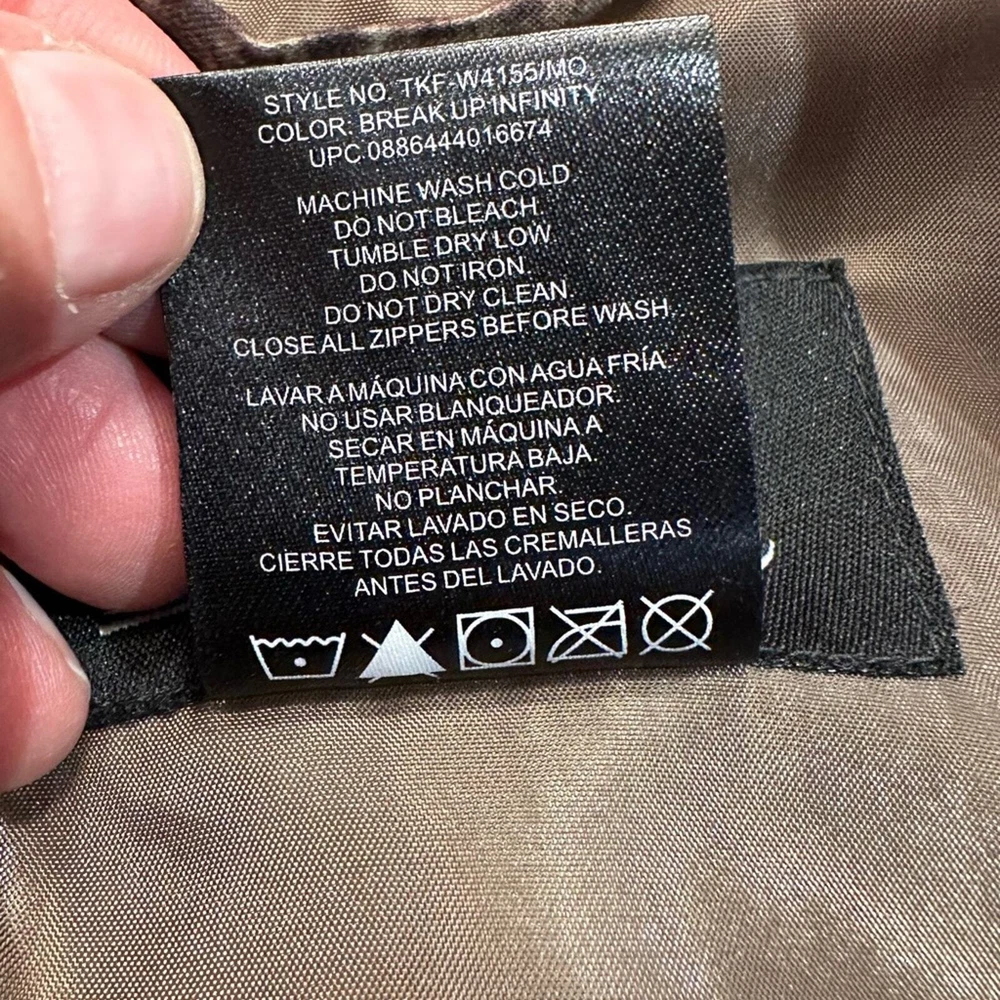 STYLE NO. TKF-W4155/MO
COLOR: BREAK UP INFINITY
UPC 0886444016674
MACHINE WASH COLD.
DO NOT BLEACH.
TUMBLE DRY LOW
DO NOT IRON.
DO NOT DRY CLEAN.
CLOSE ALL ZIPPERS BEFORE WASH.
LAVAR A MÁQUINA CON AGUA FRÍA.
NO USAR BLANQUEADOR.
SECAR EN MÁQUINA A
TEMPERATURA BAJA.
NO PLANCHAR.
EVITAR LAVADO EN SECO.
CIERRE TODAS LAS CREMALLERAS
ANTES DEL LAVADO.